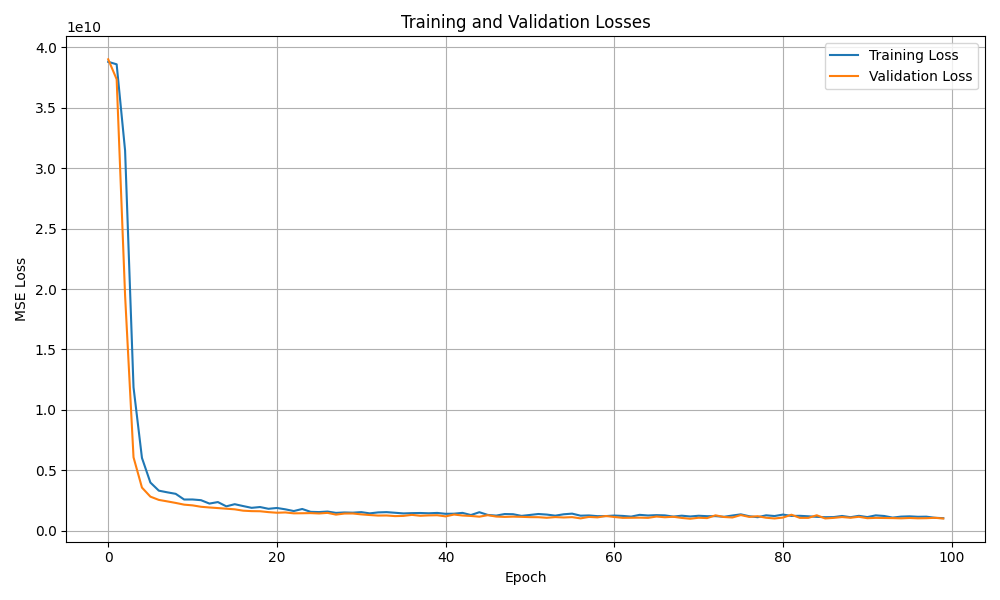 Training and Validation Losses
1e10
4.0
3.5
3.0
2.5
2.0
1.5
1.0
0.5
0.0
MSE Loss
Training Loss
Validation Loss
0 20 40 60 80 100
Epoch